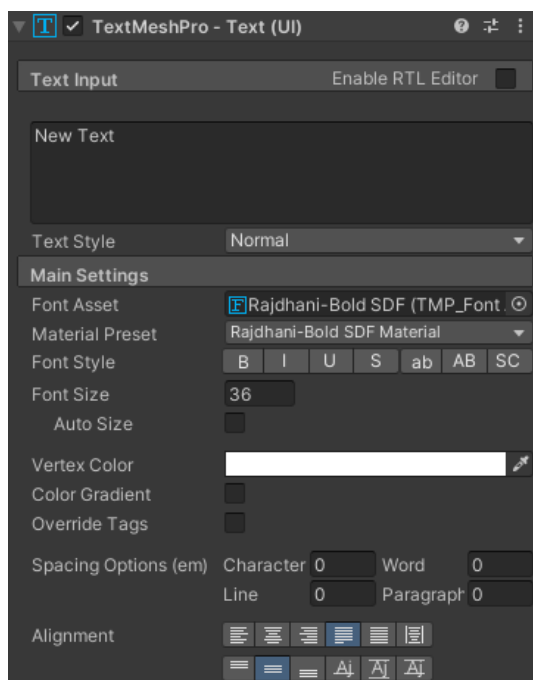 TextMeshPro - Text (UI)
Text Input Enable RTL Editor
New Text
Text Style Normal
Main Settings
Font Asset Rajdhani-Bold SDF (TMP_Font
Material Preset Rajdhani-Bold SDF Material
Font Style B I U S ab AB SC
Font Size 36
Auto Size
Vertex Color
Color Gradient
Override Tags
Spacing Options (em) Character 0 Word 0
Line 0 Paragraph 0
Alignment